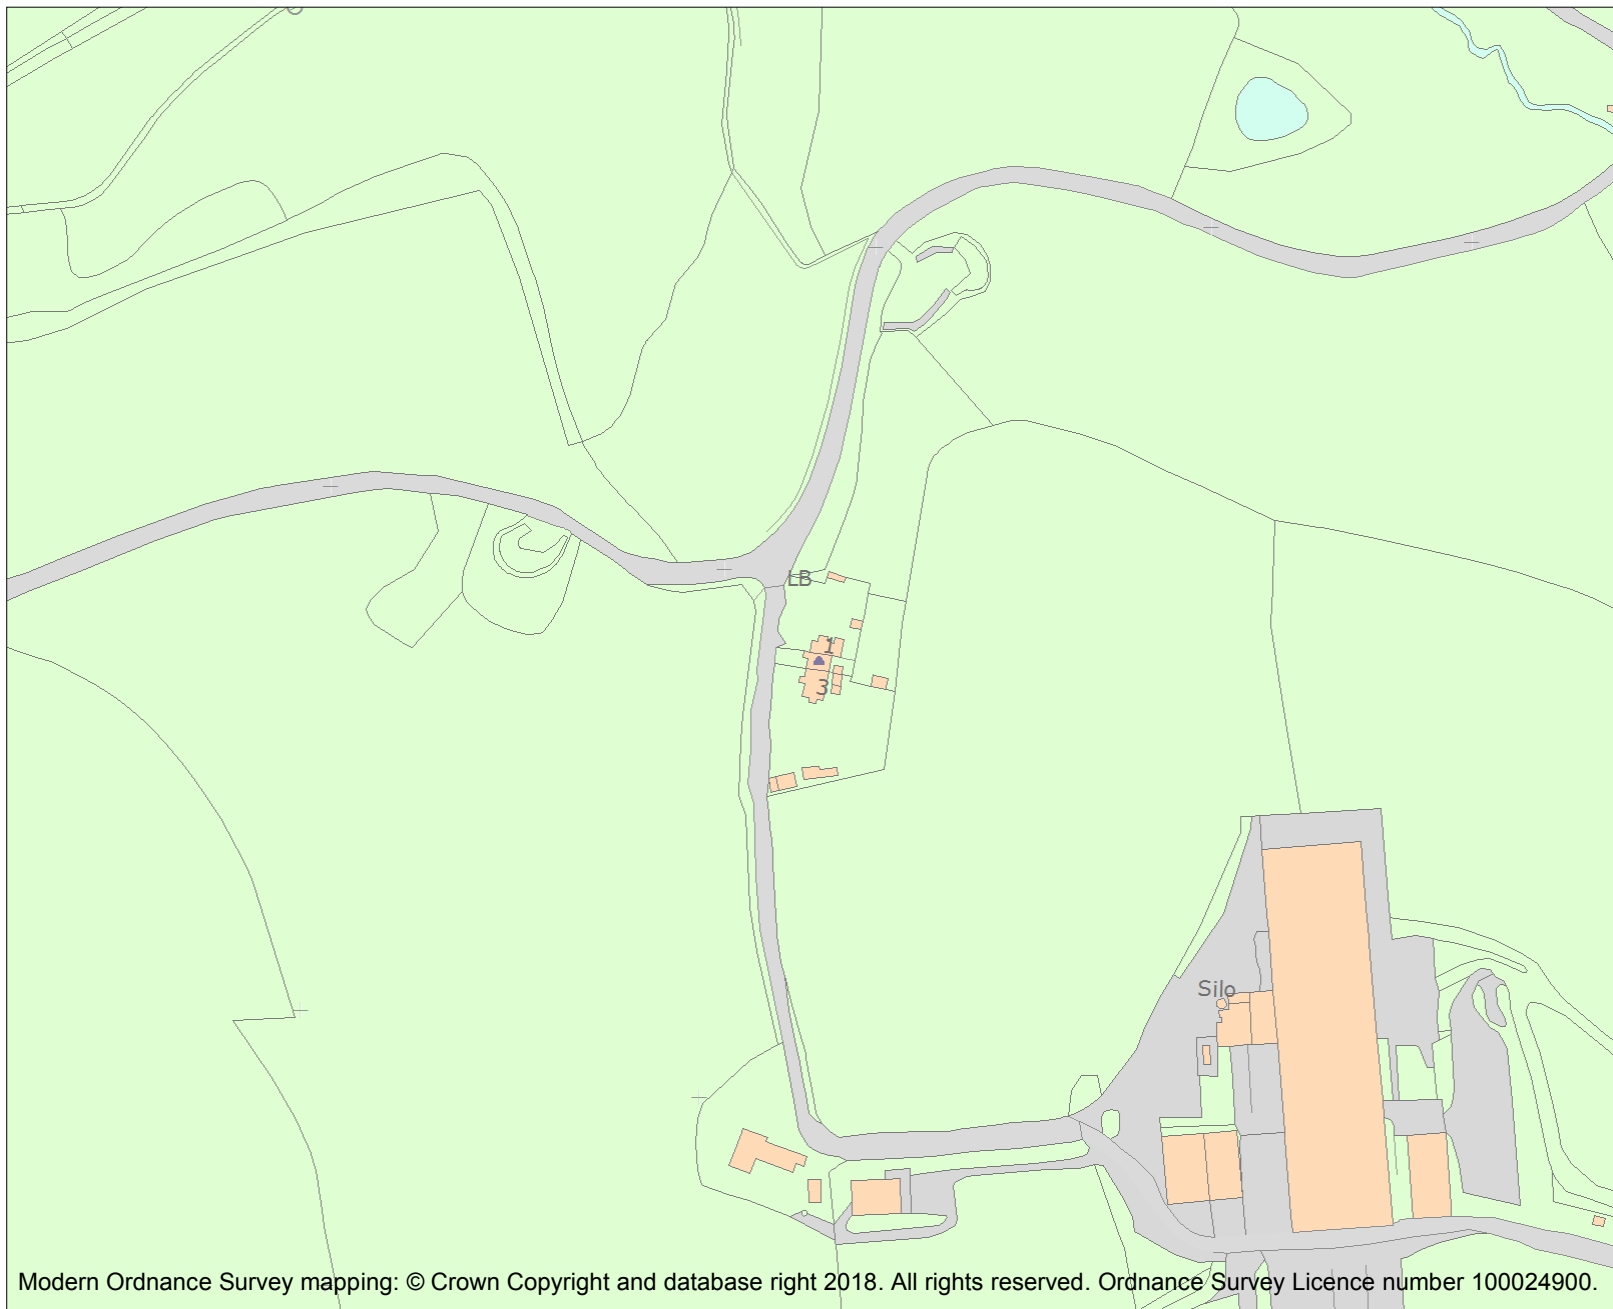 LB
1
3
Silo
Modern Ordnance Survey mapping: © Crown Copyright and database right 2018. All rights reserved. Ordnance Survey Licence number 100024900.